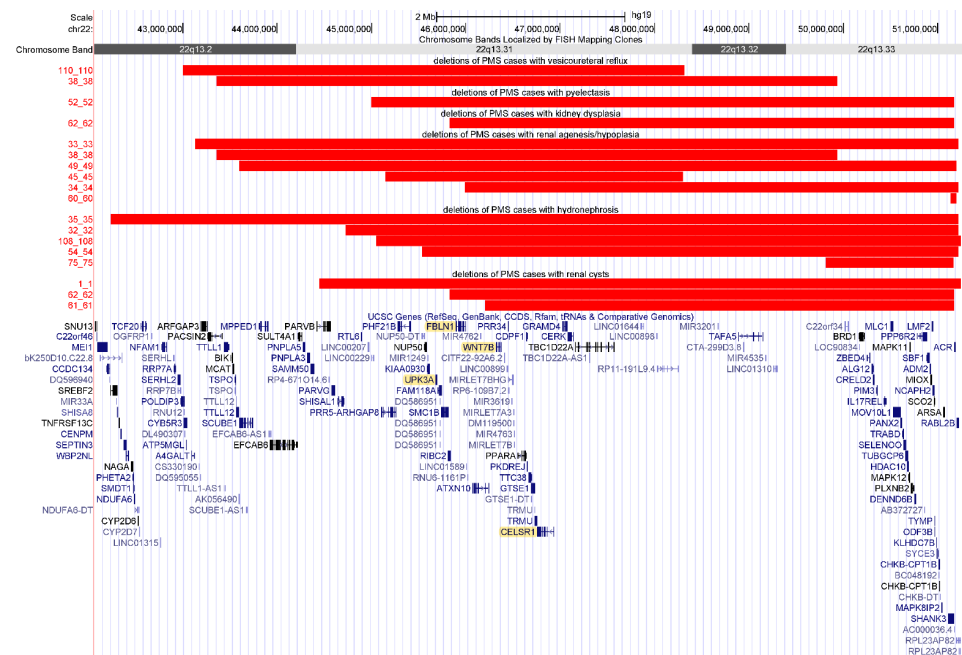 Scale 2 Mb hg19
chr22: 43,000,000 44,000,000 45,000,000 46,000,000 47,000,000 48,000,000 49,000,000 50,000,000 51,000,000
Chromosome Bands Localized by FISH Mapping Clones
Chromosome Band 22q13.2 22q13.31 22q13.32 22q13.33
deletions of PMS cases with vesicoureteral reflux
110_110
38_38
deletions of PMS cases with pyelectasis
52_52
deletions of PMS cases with kidney dysplasia
62_62
deletions of PMS cases with renal agenesis/hypoplasia
33_33
38_38
49_49
45_45
34_34
60_60
deletions of PMS cases with hydronephrosis
35_35
32_32
108_108
54_54
75_75
deletions of PMS cases with renal cysts
1_1
62_62
61_61
UCSC Genes (RefSeq, GenBank, CCDS, Rfam, tRNAs & Comparative Genomics)
SNU13 TCF20 ARFGAP3 MPPED1 PARVB PHF21B FBLN1 PRR34 GRAMD4 LINC01644 MIR3201 C22orf34 MLC1 LMF2
C22orf46 OGFRP1 PACSIN2 SULT4A1 RTL6 NUP50-DT MIR4762 CDPF1 CERK LINC00898 TAFA5 BRD1 PPP6R2
MEI1 NFAM1 TTLL1 PNPLA5 LINC00207 NUP50 WNT7B TBC1D22A CTA-299D3.8 LOC90834 MAPK11 ACR
bK250D10.C22.8 SERHL BIK PNPLA3 LINC00229 MIR1249 CITF22-92A6.2 TBC1D22A-AS1 MIR4535 ZBED4 SBF1
CCDC134 RRP7A MCAT SAMM50 KIAA0930 LINC00899 RP11-191L9.4 LINC01310 ALG12 ADM2
DQ596940 SERHL2 TSPO RP4-671O14.6 UPK3A MIRLET7BHG CRELD2 MIOX
SREBF2 RRP7B TSPO PARVG FAM118A RP6-109B7.2 PIM3 NCAPH2
MIR33A POLDIP3 TTLL12 SHISAL1 DQ586951 MIR3619 IL17REL SCO2
SHISA8 RNU12 TTLL12 PRR5-ARHGAP8 SMC1B MIRLET7A3 MOV10L1 ARSA
TNFRSF13C CYB5R3 SCUBE1 DQ586951 DM119500 PANX2 RABL2B
CENPM DL490307 EFCAB6-AS1 DQ586951 MIR4763 TRABD
SEPTIN3 ATP5MGL EFCAB6 DQ586951 MIRLET7B SELENOO
WBP2NL A4GALT RIBC2 PPARA TUBGCP6
NAGA CS330190 LINC01589 PKDREJ HDAC10
PHETA2 DQ595055 RNU6-1161P TTC38 MAPK12
SMDT1 TTLL1-AS1 ATXN10 GTSE1 PLXNB2
NDUFA6 AK056490 GTSE1-DT DENND6B
NDUFA6-DT SCUBE1-AS1 TRMU AB372727
CYP2D6 TRMU TYMP
CYP2D7 CELSR1 ODF3B
LINC01315 KLHDC7B
SYCE3
CHKB-CPT1B
BC048192
CHKB-CPT1B
CHKB-DT
MAPK8IP2
SHANK3
AC000036.4
RPL23AP82
RPL23AP82